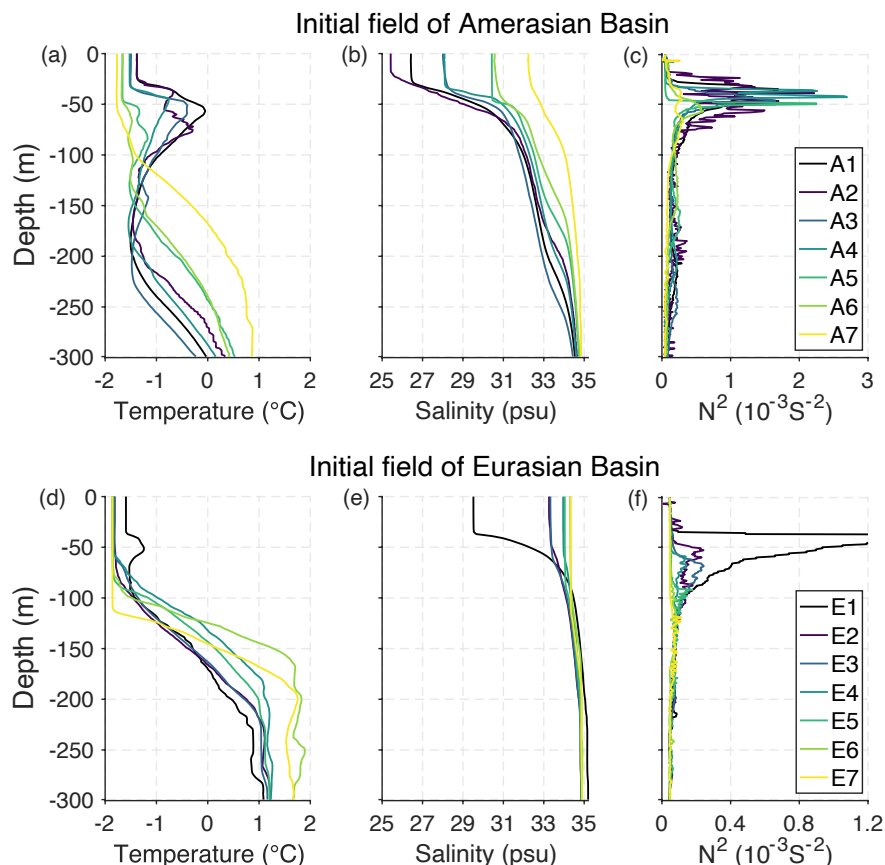 Initial field of Amerasian Basin
(a)
(b)
(c)
0
-50
-100
-150
-200
-250
-300
Depth (m)
-2 -1 0 1 2
Temperature (°C)
25 27 29 31 33 35
Salinity (psu)
0 1 2 3
N² (10⁻³S⁻²)
A1
A2
A3
A4
A5
A6
A7
Initial field of Eurasian Basin
(d)
(e)
(f)
0
-50
-100
-150
-200
-250
-300
Depth (m)
-2 -1 0 1 2
Temperature (°C)
25 27 29 31 33 35
Salinity (psu)
0 0.4 0.8 1.2
N² (10⁻³S⁻²)
E1
E2
E3
E4
E5
E6
E7